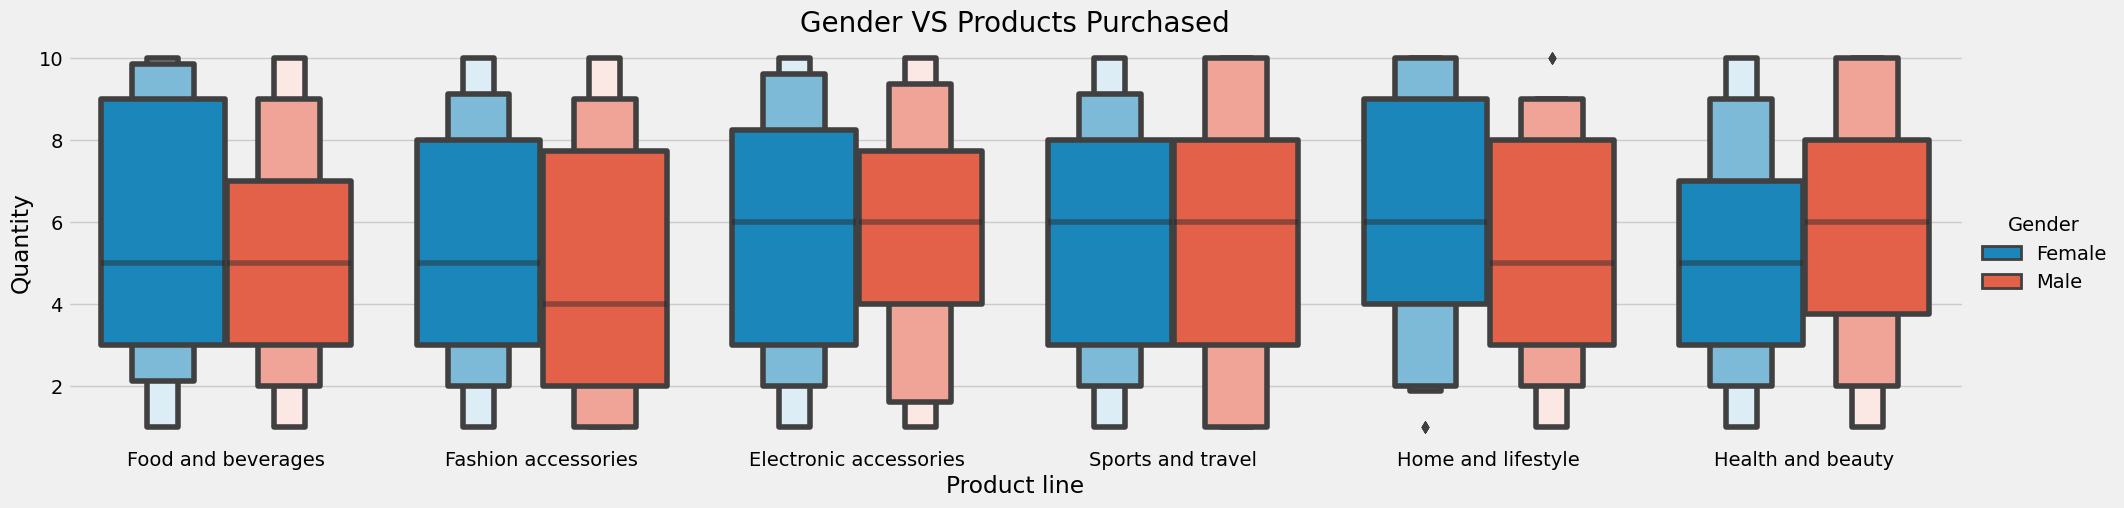 Gender VS Products Purchased
Quantity
10
8
6
4
2
Food and beverages
Fashion accessories
Electronic accessories
Sports and travel
Home and lifestyle
Health and beauty
Product line
Gender
Female
Male